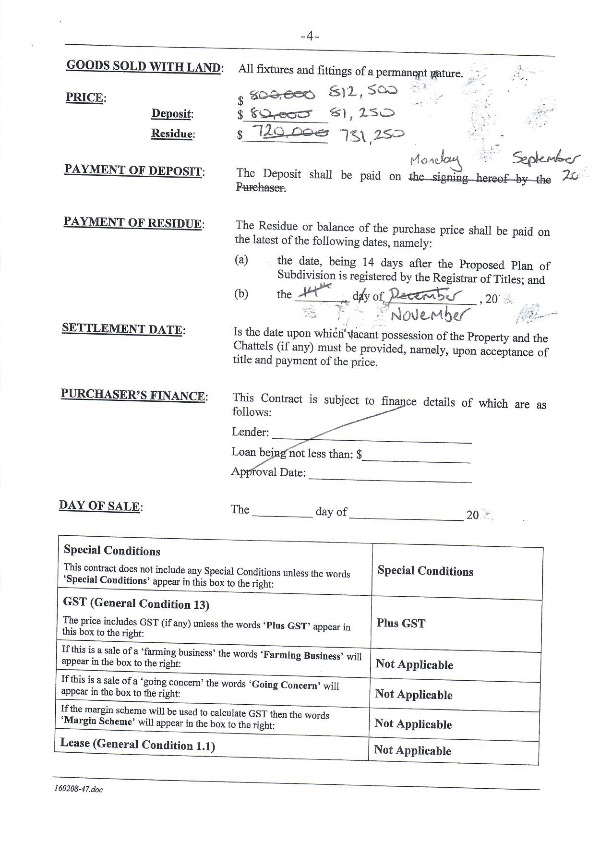 -4-
GOODS SOLD WITH LAND: All fixtures and fittings of a permanent nature.
PRICE: $ 800,000 812,500
Deposit: $ 80,000 81,250
Residue: $ 720,000 731,250
Monday September
PAYMENT OF DEPOSIT: The Deposit shall be paid on the signing hereof by the 20
Purchaser.
PAYMENT OF RESIDUE: The Residue or balance of the purchase price shall be paid on
the latest of the following dates, namely:
(a) the date, being 14 days after the Proposed Plan of
Subdivision is registered by the Registrar of Titles; and
(b) the day of December, 20
November
SETTLEMENT DATE: Is the date upon which vacant possession of the Property and the
Chattels (if any) must be provided, namely, upon acceptance of
title and payment of the price.
PURCHASER'S FINANCE: This Contract is subject to finance details of which are as
follows:
Lender:
Loan being not less than: $
Approval Date:
DAY OF SALE: The day of 20
Special Conditions
This contract does not include any Special Conditions unless the words
'Special Conditions' appear in this box to the right:
Special Conditions
GST (General Condition 13)
The price includes GST (if any) unless the words 'Plus GST' appear in
this box to the right:
Plus GST
If this is a sale of a 'farming business' the words 'Farming Business' will
appear in the box to the right:
Not Applicable
If this is a sale of a 'going concern' the words 'Going Concern' will
appear in the box to the right:
Not Applicable
If the margin scheme will be used to calculate GST then the words
'Margin Scheme' will appear in the box to the right:
Not Applicable
Lease (General Condition 1.1) Not Applicable
160208-47.doc